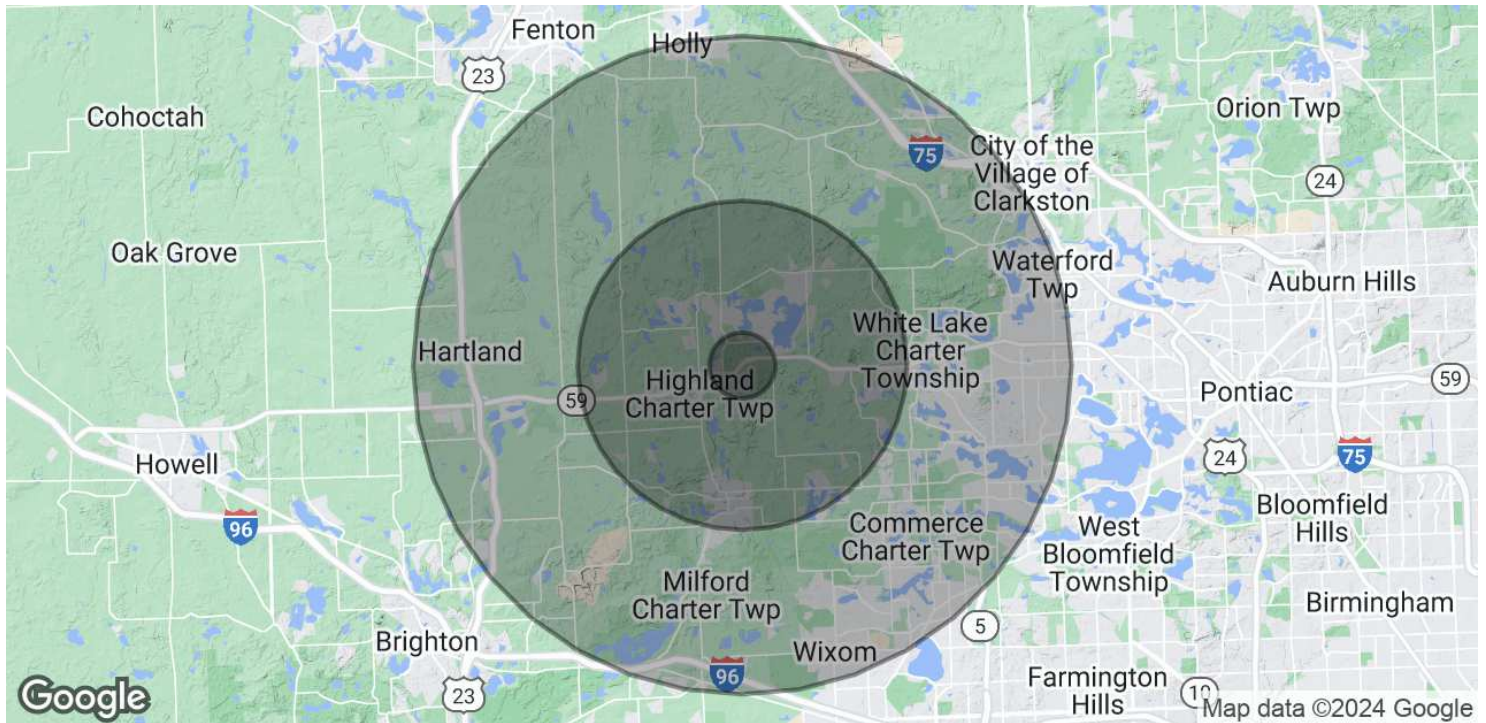 Fenton
Holly
23
Cohoctah
Orion Twp
75
City of the
Village of
Clarkston
24
Oak Grove
Waterford
Twp
Auburn Hills
White Lake
Charter
Township
Hartland
Highland
Charter Twp
59
59
Pontiac
Howell
24
75
96
Commerce
Charter Twp
West
Bloomfield
Township
Bloomfield
Hills
Milford
Charter Twp
Birmingham
5
Brighton
Wixom
96
23
Farmington
Hills
10
Google
Map data ©2024 Google